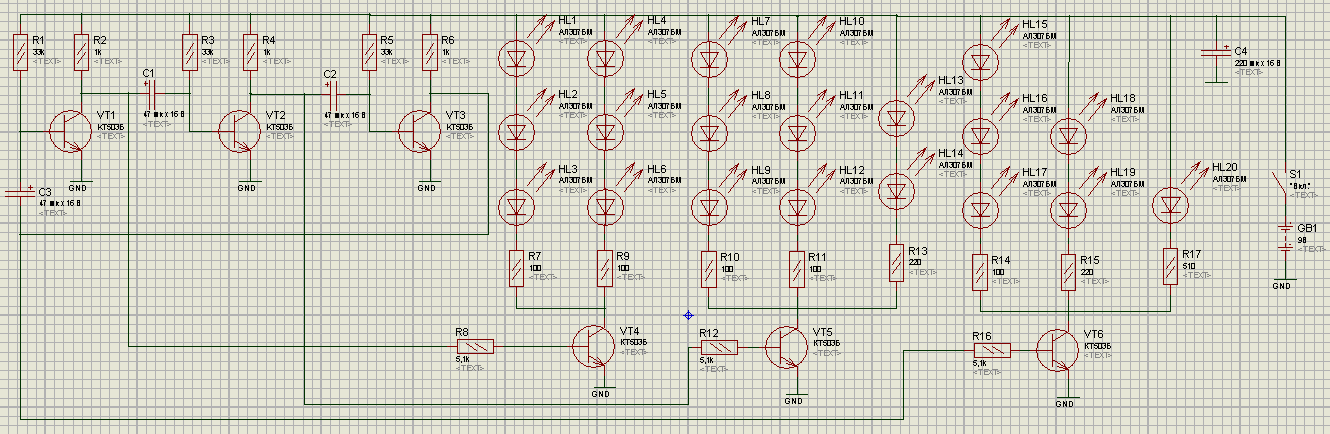 R1
33k
<TEXT>
R2
1k
<TEXT>
R3
33k
<TEXT>
R4
1k
<TEXT>
R5
33k
<TEXT>
R6
1k
<TEXT>
C1
47 мк x 16 В
<TEXT>
C2
47 мк x 16 В
<TEXT>
VT1
КТ503Б
<TEXT>
VT2
КТ503Б
<TEXT>
VT3
КТ503Б
<TEXT>
GND
GND
GND
C3
47 мк x 16 В
<TEXT>
HL1
АЛ307БМ
<TEXT>
HL4
АЛ307БМ
<TEXT>
HL7
АЛ307БМ
<TEXT>
HL10
АЛ307БМ
<TEXT>
HL15
АЛ307БМ
<TEXT>
C4
220 мк x 16 В
<TEXT>
HL2
АЛ307БМ
<TEXT>
HL5
АЛ307БМ
<TEXT>
HL8
АЛ307БМ
<TEXT>
HL11
АЛ307БМ
<TEXT>
HL13
АЛ307БМ
<TEXT>
HL16
АЛ307БМ
<TEXT>
HL18
АЛ307БМ
<TEXT>
HL3
АЛ307БМ
<TEXT>
HL6
АЛ307БМ
<TEXT>
HL9
АЛ307БМ
<TEXT>
HL12
АЛ307БМ
<TEXT>
HL14
АЛ307БМ
<TEXT>
HL17
АЛ307БМ
<TEXT>
HL19
АЛ307БМ
<TEXT>
HL20
АЛ307БМ
<TEXT>
S1
"Вкл."
<TEXT>
R7
100
<TEXT>
R9
100
<TEXT>
R10
100
<TEXT>
R11
100
<TEXT>
R13
220
<TEXT>
R14
100
<TEXT>
R15
220
<TEXT>
R17
510
<TEXT>
GB1
9В
<TEXT>
GND
R8
5,1k
<TEXT>
VT4
КТ503Б
<TEXT>
GND
R12
5,1k
<TEXT>
VT5
КТ503Б
<TEXT>
GND
R16
5,1k
<TEXT>
VT6
КТ503Б
<TEXT>
GND